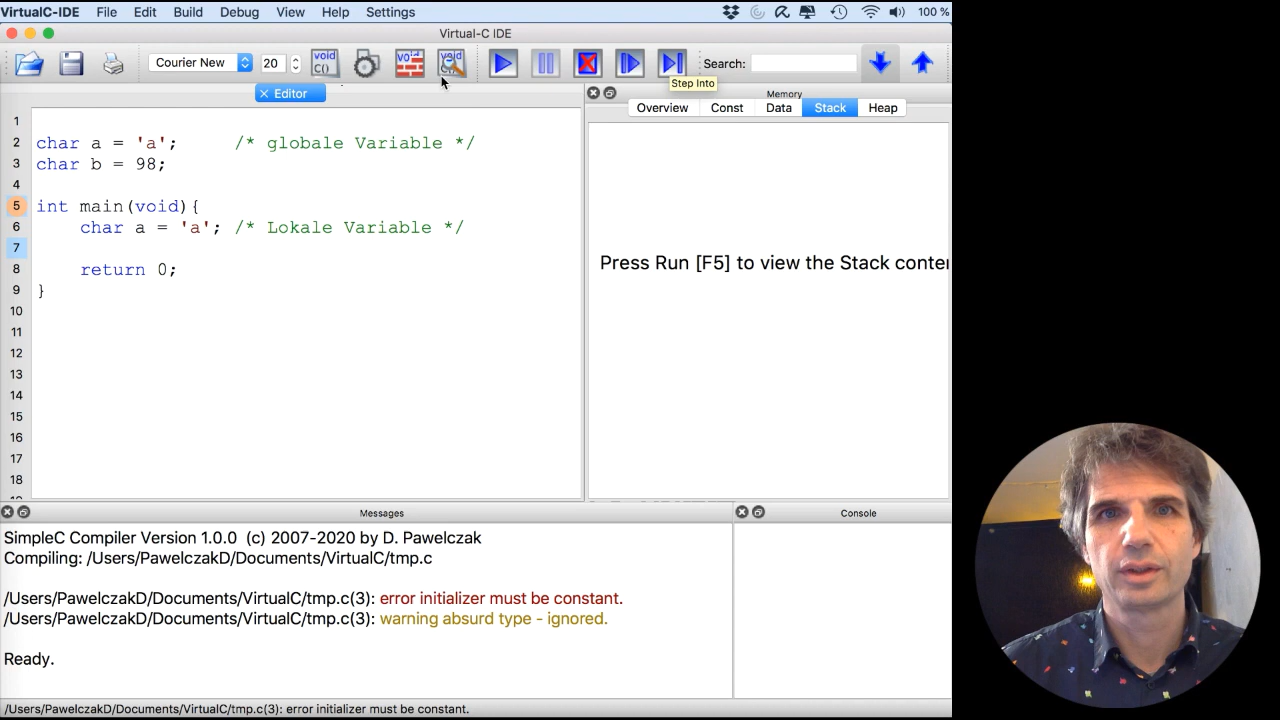 VirtualC-IDE File Edit Build Debug View Help Settings 100 %
Virtual-C IDE
Courier New 20 void C() void void C() Search:
Step Into
Editor
Memory
Overview Const Data Stack Heap
1
2 char a = 'a'; /* globale Variable */
3 char b = 98;
4
5 int main(void){
6 char a = 'a'; /* Lokale Variable */
7
8 return 0;
9 }
10
11
12
13
14
15
16
17
18
Press Run [F5] to view the Stack conter
Messages
Console
SimpleC Compiler Version 1.0.0 (c) 2007-2020 by D. Pawelczak
Compiling: /Users/PawelczakD/Documents/VirtualC/tmp.c
/Users/PawelczakD/Documents/VirtualC/tmp.c(3): error initializer must be constant.
/Users/PawelczakD/Documents/VirtualC/tmp.c(3): warning absurd type - ignored.
Ready.
/Users/PawelczakD/Documents/VirtualC/tmp.c(3): error initializer must be constant.